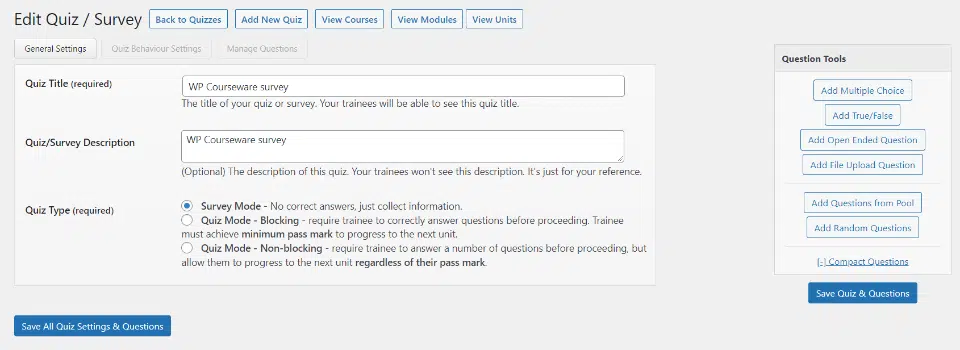 Edit Quiz / Survey Back to Quizzes Add New Quiz View Courses View Modules View Units
General Settings Quiz Behaviour Settings Manage Questions
Quiz Title (required) WP Courseware survey
The title of your quiz or survey. Your trainees will be able to see this quiz title.
Quiz/Survey Description WP Courseware survey
(Optional) The description of this quiz. Your trainees won't see this description. It's just for your reference.
Quiz Type (required) Survey Mode - No correct answers, just collect information.
Quiz Mode - Blocking - require trainee to correctly answer questions before proceeding. Trainee
must achieve minimum pass mark to progress to the next unit.
Quiz Mode - Non-blocking - require trainee to answer a number of questions before proceeding, but
allow them to progress to the next unit regardless of their pass mark.
Save All Quiz Settings & Questions
Question Tools
Add Multiple Choice
Add True/False
Add Open Ended Question
Add File Upload Question
Add Questions from Pool
Add Random Questions
[-] Compact Questions
Save Quiz & Questions